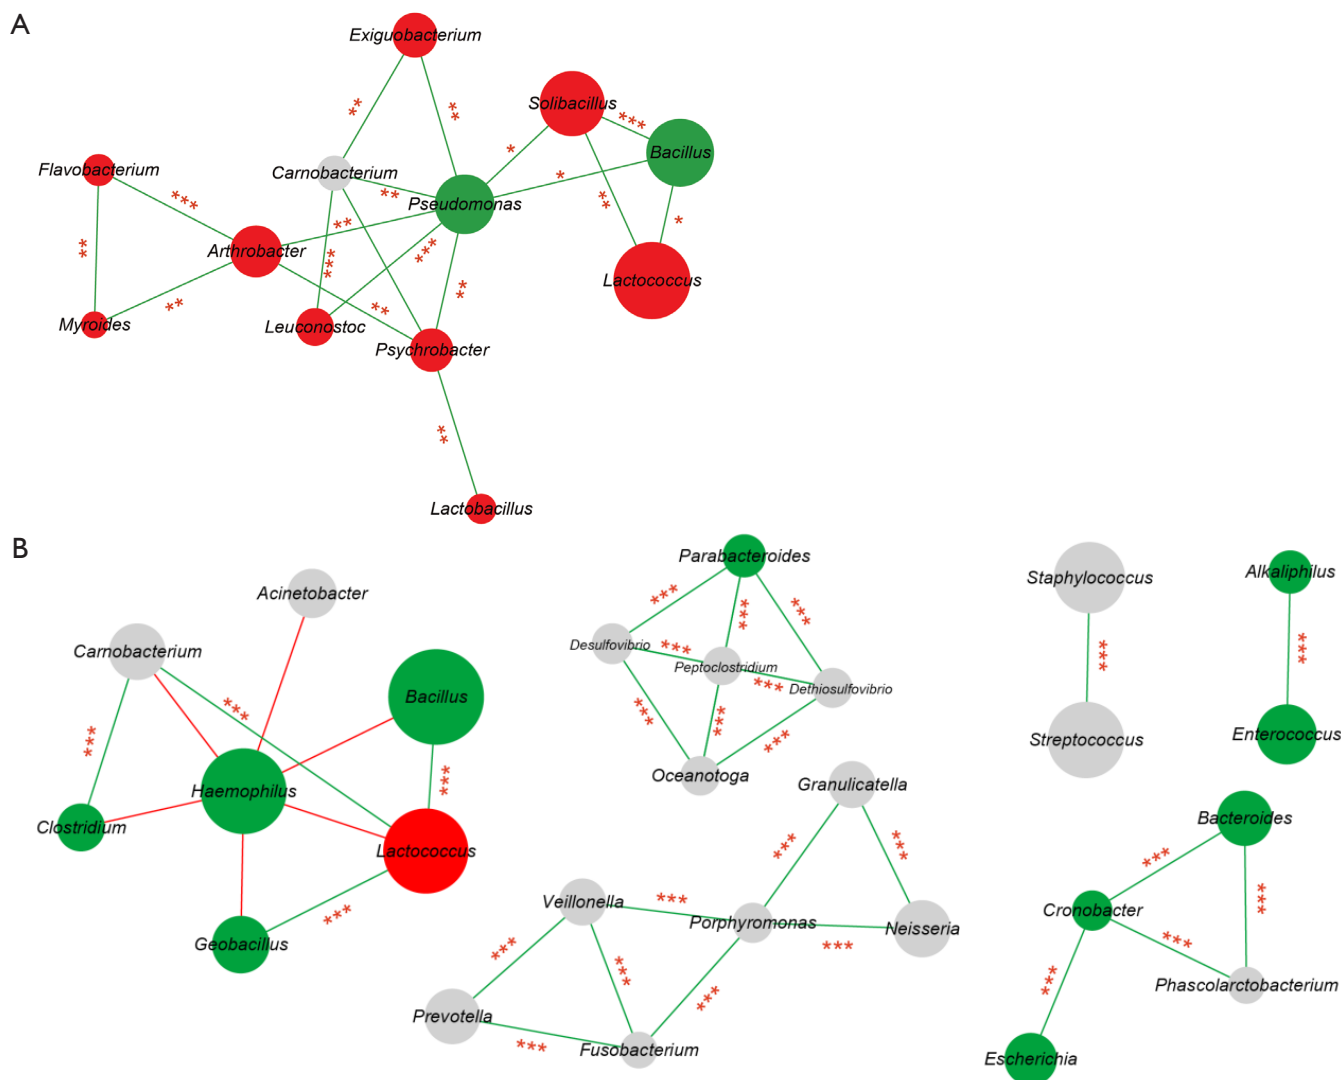 A
Exiguobacterium
**
**
Solibacillus
***
Bacillus
*
*
Flavobacterium
***
Carnobacterium
**
Pseudomonas
**
**
*
**
Arthrobacter
***
***
Lactococcus
**
**
**
Myroides
Leuconostoc
Psychrobacter
**
Lactobacillus
B
Acinetobacter
Carnobacterium
***
Bacillus
***
***
Haemophilus
Clostridium
Lactococcus
***
Geobacillus
Parabacteroides
***
***
***
Desulfovibrio
***
Peptoclostridium
***
Dethiosulfovibrio
***
***
***
Oceanotoga
Granulicatella
***
***
Veillonella
***
Porphyromonas
***
Neisseria
***
***
***
Prevotella
***
Fusobacterium
Staphylococcus
***
Streptococcus
Alkaliphilus
***
Enterococcus
Bacteroides
***
***
Cronobacter
***
***
Phascolarctobacterium
Escherichia